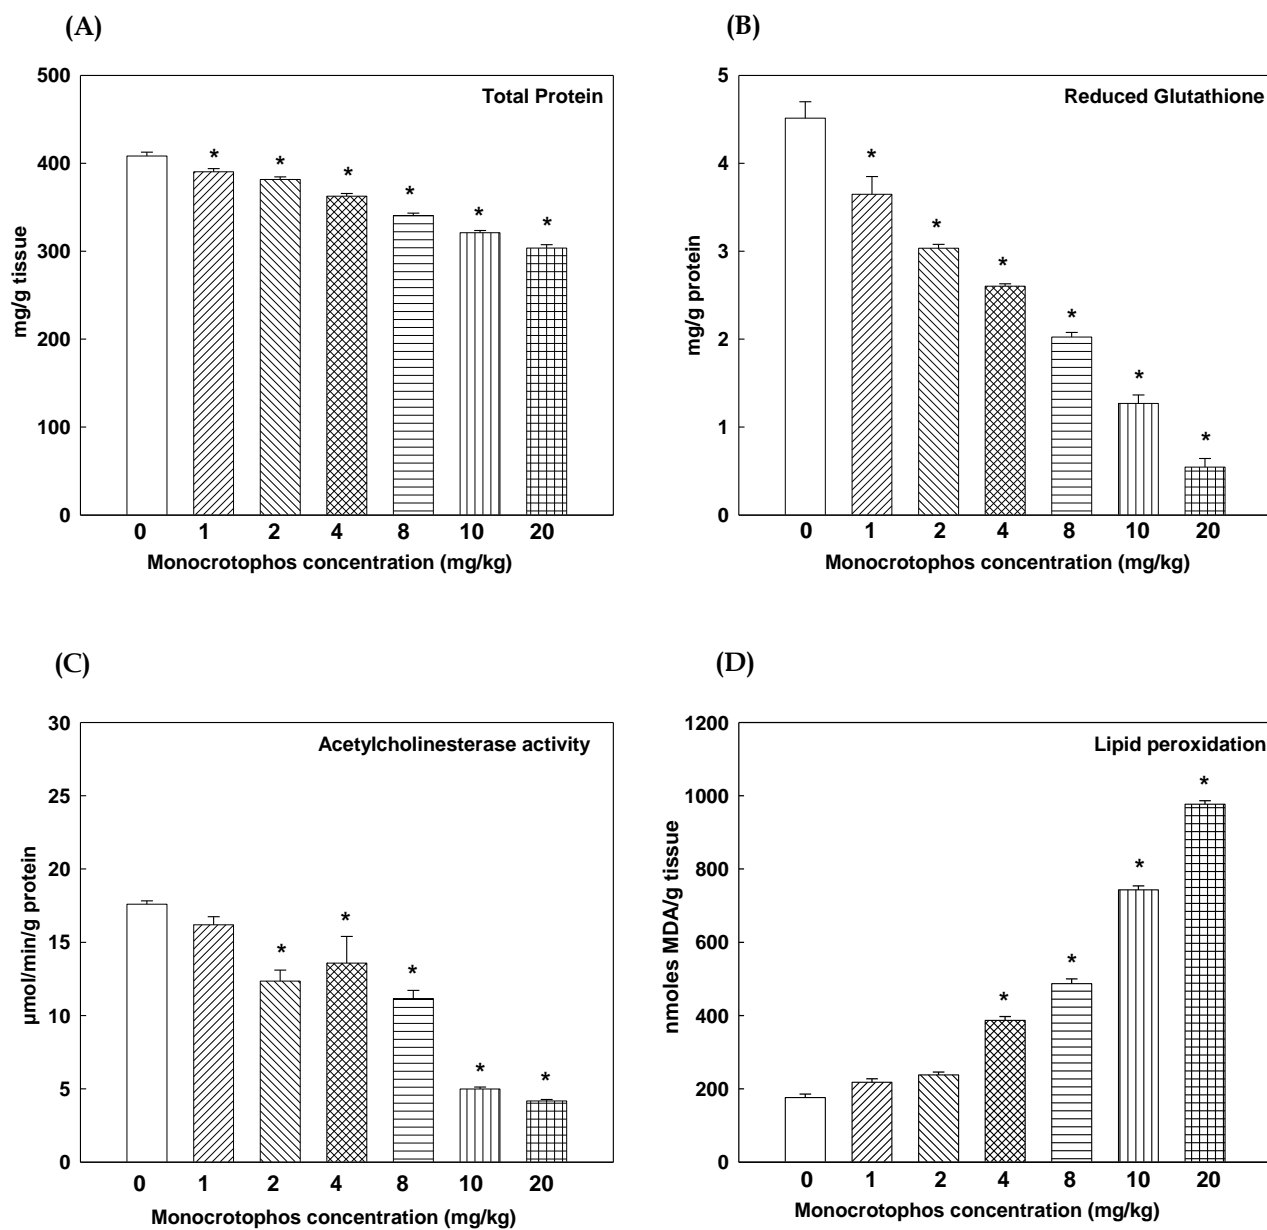 (A)
Total Protein
mg/g tissue
500
400
300
200
100
0
* * * * * *
0 1 2 4 8 10 20
Monocrotophos concentration (mg/kg)
(B)
Reduced Glutathione
mg/g protein
5
4
3
2
1
0
* * * * * *
0 1 2 4 8 10 20
Monocrotophos concentration (mg/kg)
(C)
Acetylcholinesterase activity
µmol/min/g protein
30
25
20
15
10
5
0
* * * * *
0 1 2 4 8 10 20
Monocrotophos concentration (mg/kg)
(D)
Lipid peroxidation
nmoles MDA/g tissue
1200
1000
800
600
400
200
0
* * * *
0 1 2 4 8 10 20
Monocrotophos concentration (mg/kg)